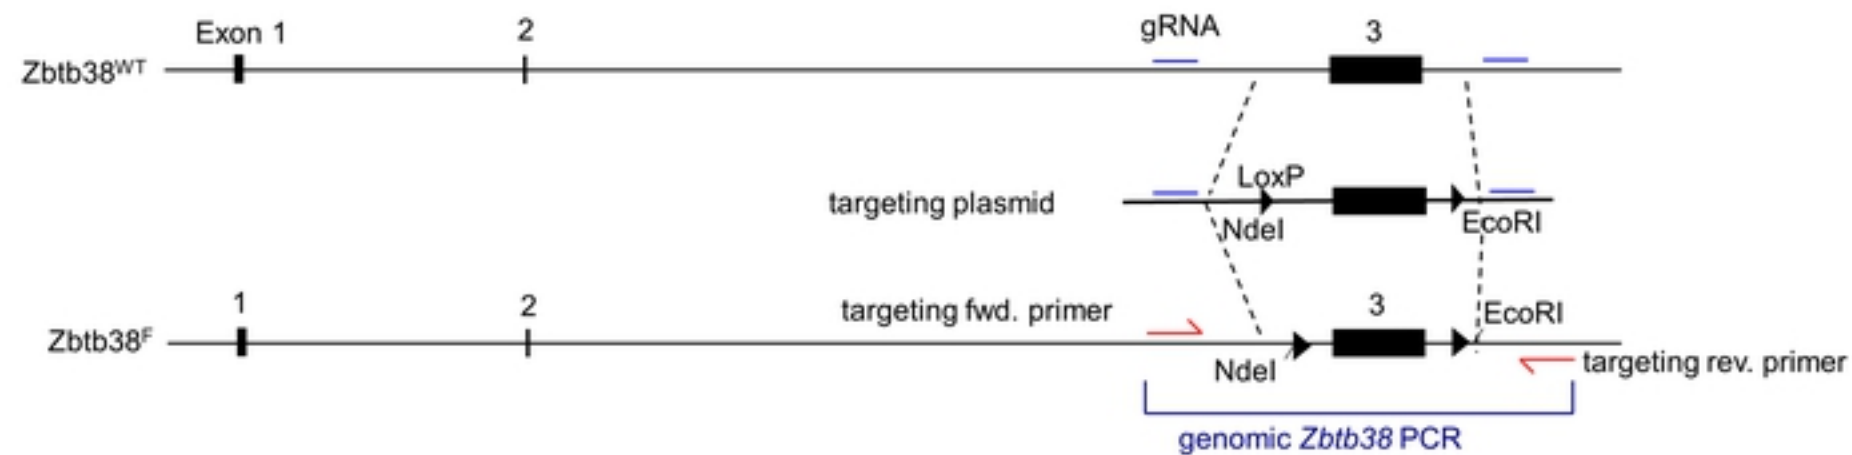 Exon 1 2 gRNA 3
Zbtb38WT
LoxP
targeting plasmid
NdeI EcoRI
1 2 targeting fwd. primer 3 EcoRI
Zbtb38F
NdeI targeting rev. primer
genomic Zbtb38 PCR